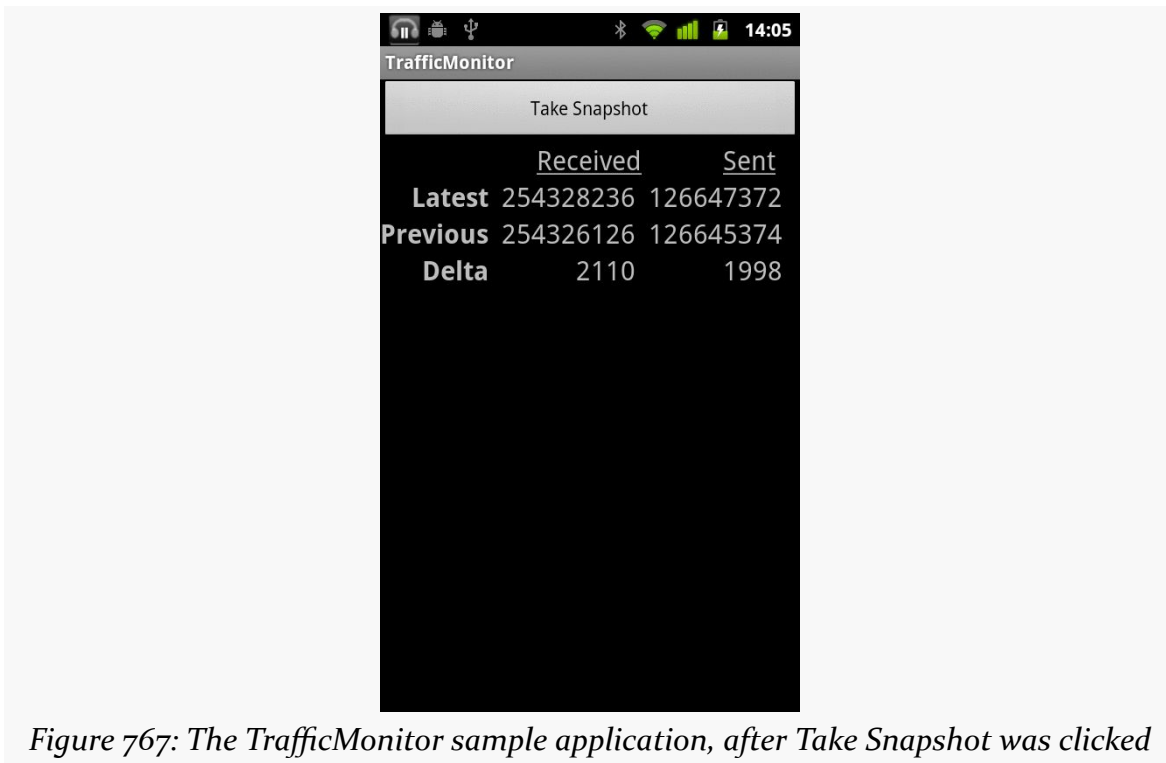 14:05
TrafficMonitor
Take Snapshot
Received Sent
Latest 254328236 126647372
Previous 254326126 126645374
Delta 2110 1998
Figure 767: The TrafficMonitor sample application, after Take Snapshot was clicked